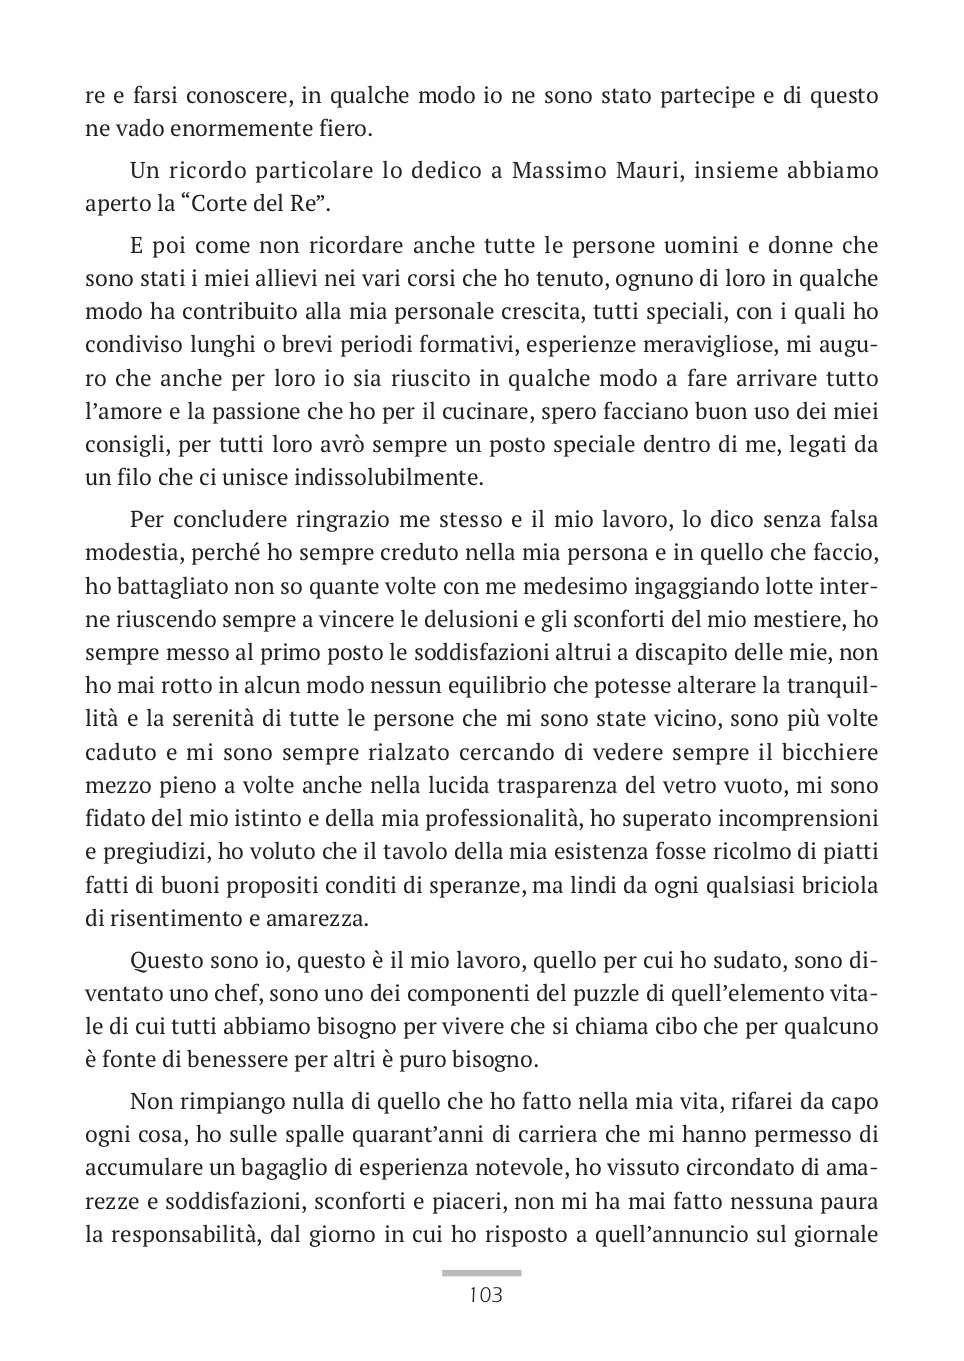 re e farsi conoscere, in qualche modo io ne sono stato partecipe e di questo
ne vado enormemente fiero.
Un ricordo particolare lo dedico a Massimo Mauri, insieme abbiamo
aperto la “Corte del Re”.
E poi come non ricordare anche tutte le persone uomini e donne che
sono stati i miei allievi nei vari corsi che ho tenuto, ognuno di loro in qualche
modo ha contribuito alla mia personale crescita, tutti speciali, con i quali ho
condiviso lunghi o brevi periodi formativi, esperienze meravigliose, mi augu-
ro che anche per loro io sia riuscito in qualche modo a fare arrivare tutto
l’amore e la passione che ho per il cucinare, spero facciano buon uso dei miei
consigli, per tutti loro avrò sempre un posto speciale dentro di me, legati da
un filo che ci unisce indissolubilmente.
Per concludere ringrazio me stesso e il mio lavoro, lo dico senza falsa
modestia, perché ho sempre creduto nella mia persona e in quello che faccio,
ho battagliato non so quante volte con me medesimo ingaggiando lotte inter-
ne riuscendo sempre a vincere le delusioni e gli sconforti del mio mestiere, ho
sempre messo al primo posto le soddisfazioni altrui a discapito delle mie, non
ho mai rotto in alcun modo nessun equilibrio che potesse alterare la tranquil-
lità e la serenità di tutte le persone che mi sono state vicino, sono più volte
caduto e mi sono sempre rialzato cercando di vedere sempre il bicchiere
mezzo pieno a volte anche nella lucida trasparenza del vetro vuoto, mi sono
fidato del mio istinto e della mia professionalità, ho superato incomprensioni
e pregiudizi, ho voluto che il tavolo della mia esistenza fosse ricolmo di piatti
fatti di buoni propositi conditi di speranze, ma lindi da ogni qualsiasi briciola
di risentimento e amarezza.
Questo sono io, questo è il mio lavoro, quello per cui ho sudato, sono di-
ventato uno chef, sono uno dei componenti del puzzle di quell’elemento vita-
le di cui tutti abbiamo bisogno per vivere che si chiama cibo che per qualcuno
è fonte di benessere per altri è puro bisogno.
Non rimpiango nulla di quello che ho fatto nella mia vita, rifarei da capo
ogni cosa, ho sulle spalle quarant’anni di carriera che mi hanno permesso di
accumulare un bagaglio di esperienza notevole, ho vissuto circondato di ama-
rezze e soddisfazioni, sconforti e piaceri, non mi ha mai fatto nessuna paura
la responsabilità, dal giorno in cui ho risposto a quell’annuncio sul giornale
103